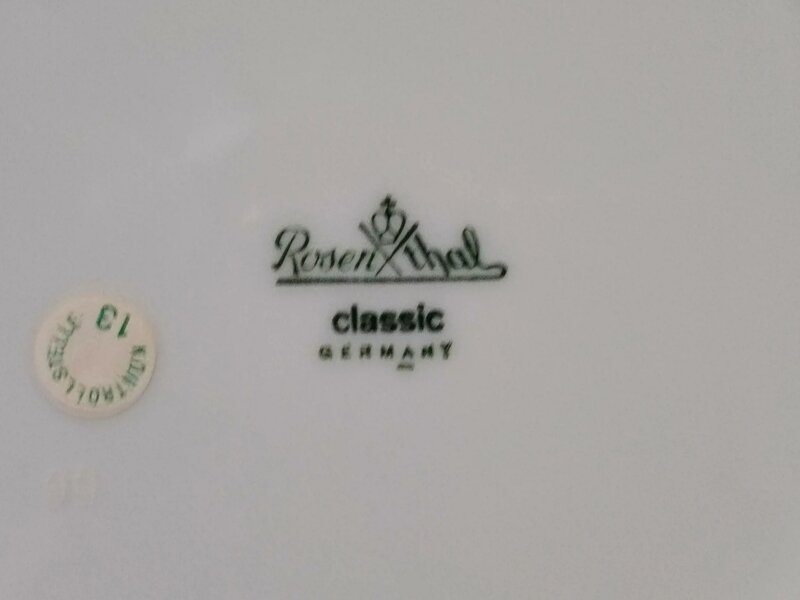 Rosenthal
classic
GERMANY
KONTROLLSTELLE
13